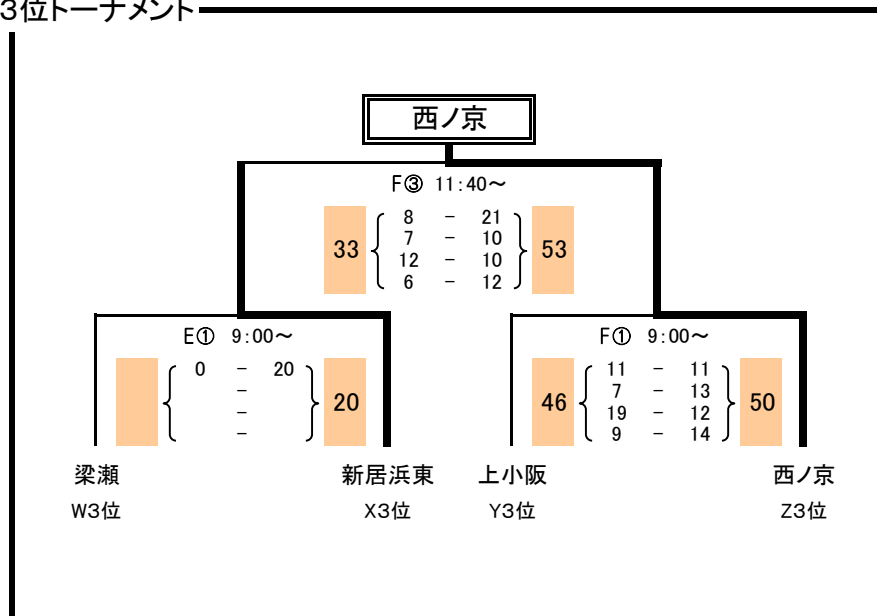 3位トーナメント
西ノ京
F③ 11:40～
33
8 － 21
7 － 10
12 － 10
6 － 12
53
E① 9:00～
0 － 20
－
－
－
20
F① 9:00～
46
11 － 11
7 － 13
19 － 12
9 － 14
50
梁瀬 新居浜東 上小阪 西ノ京
W3位 X3位 Y3位 Z3位